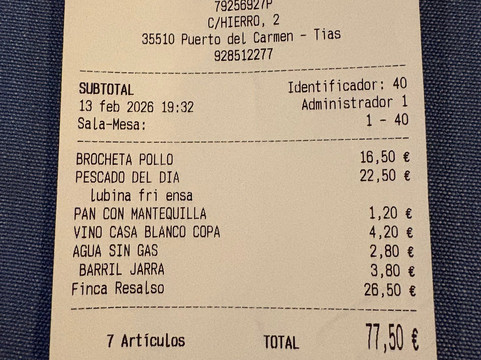 79256927P
C/HIERRO, 2
35510 Puerto del Carmen - Tias
928512277
SUBTOTAL Identificador: 40
13 feb 2026 19:32 Administrador 1
Sala-Mesa: 1 - 40
BROCHETA POLLO 16,50 €
PESCADO DEL DIA 22,50 €
lubina fri ensa
PAN CON MANTEQUILLA 1,20 €
VINO CASA BLANCO COPA 4,20 €
AGUA SIN GAS 2,80 €
BARRIL JARRA 3,80 €
Finca Resalso 26,50 €
7 Artículos TOTAL 77,50 €